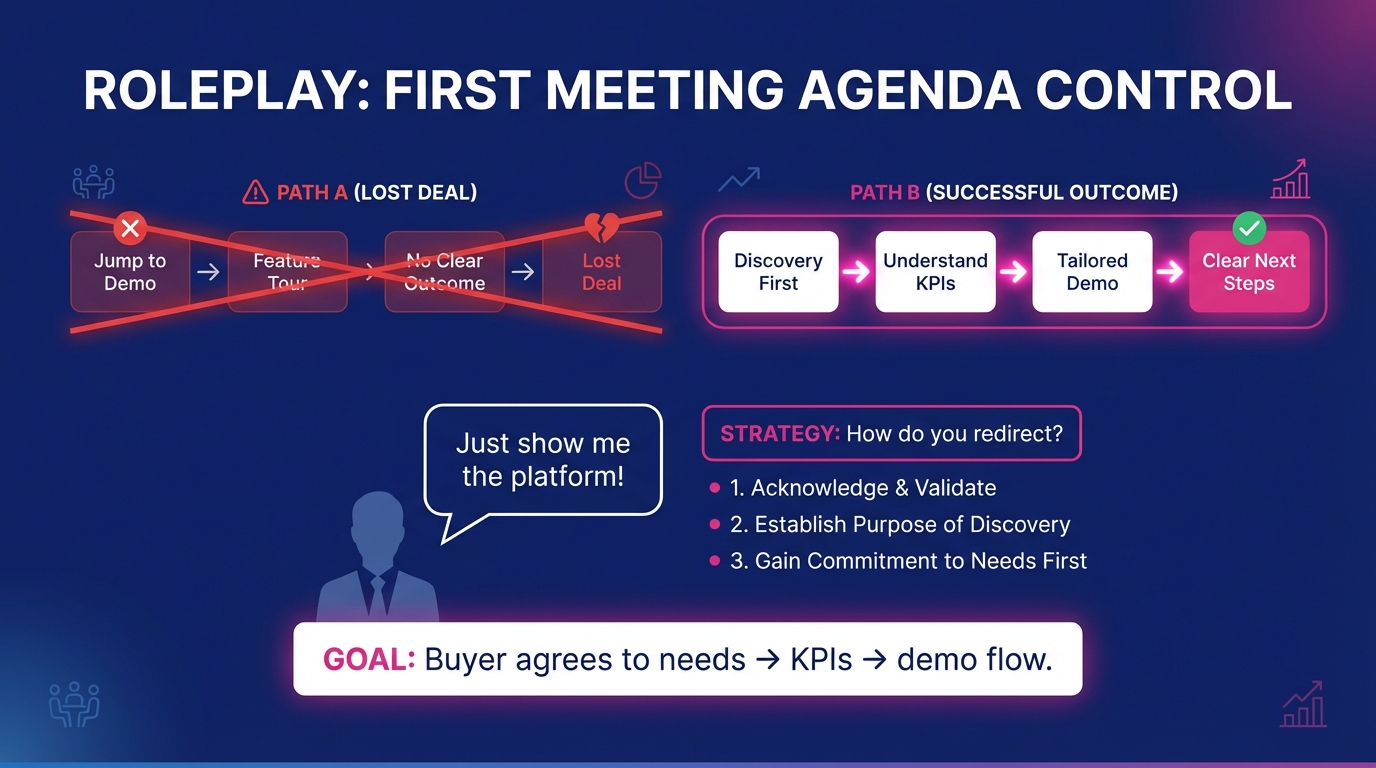 ROLEPLAY: FIRST MEETING AGENDA CONTROL
PATH A (LOST DEAL)
Jump to
Demo
Feature
Tour
No Clear
Outcome
Lost
Deal
PATH B (SUCCESSFUL OUTCOME)
Discovery
First
Understand
KPIs
Tailored
Demo
Clear Next
Steps
Just show me
the platform!
STRATEGY: How do you redirect?
1. Acknowledge & Validate
2. Establish Purpose of Discovery
3. Gain Commitment to Needs First
GOAL: Buyer agrees to needs → KPIs → demo flow.